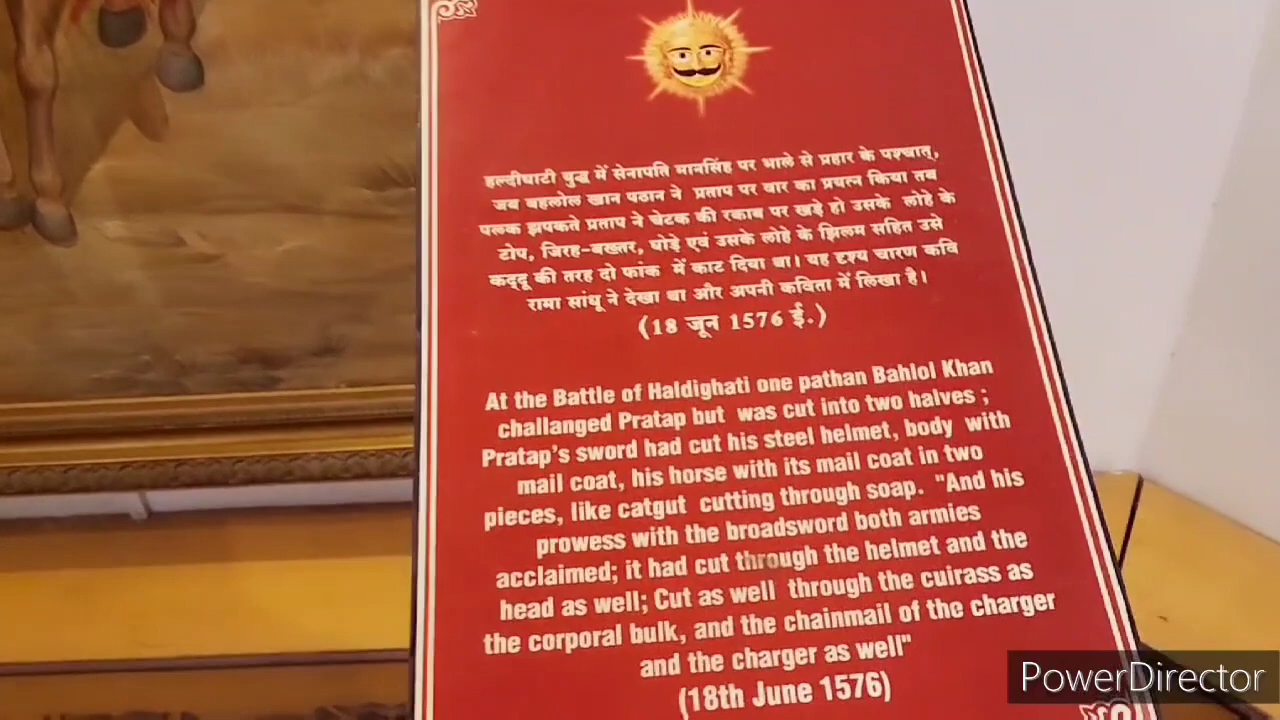 हल्दीघाटी युद्ध में सेनापति मानसिंह पर भाले से प्रहार के पश्चात्,
जब बहलोल खान पठान ने प्रताप पर वार का प्रयत्न किया तब
पलक झपकते प्रताप ने चेटक की रकाब पर खड़े हो उसके लोहे के
टोप, जिरह-बख्तर, घोड़े एवं उसके लोहे के झिलम सहित उसे
कद्दू की तरह दो फांक में काट दिया था। यह दृश्य चारण कवि
रामा सांयू ने देखा था और अपनी कविता में लिखा है।
(18 जून 1576 ई.)
At the Battle of Haldighati one pathan Bahlol Khan
challanged Pratap but was cut into two halves ;
Pratap's sword had cut his steel helmet, body with
mail coat, his horse with its mail coat in two
pieces, like catgut cutting through soap. "And his
prowess with the broadsword both armies
acclaimed; it had cut through the helmet and the
head as well; Cut as well through the cuirass as
the corporal bulk, and the chainmail of the charger
and the charger as well"
(18th June 1576)
PowerDirector